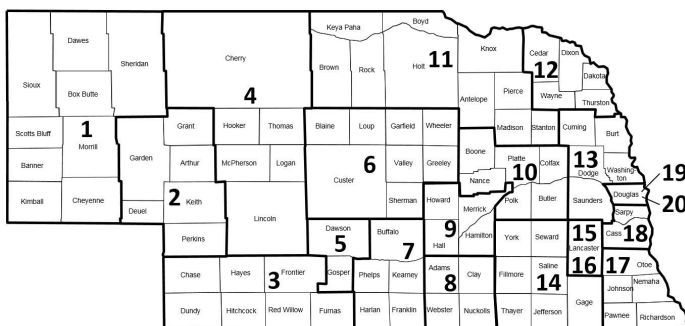 Keya Paha Boyd
Dawes Knox Cedar Dixon
Sheridan Cherry 11 12
Sioux Brown Rock Holt Dakota
Box Butte 4 Pierce Wayne Thurston
Antelope
1 Grant Hooker Thomas Blaine Loup Garfield Wheeler Madison Stanton Cuming Burt
Scotts Bluff Morrill
Banner Garden Arthur McPherson Logan 6 Valley Greeley Boone Platte Colfax 13 19
Custer 10 Dodge Washing-
ton
Kimball Cheyenne 2 Keith Nance Douglas 20
Deuel Lincoln Sherman Howard Merrick Polk Butler Saunders Sarpy
Perkins Dawson Buffalo 9 Hamilton York Seward 15 Cass 18
5 7 Hall Lancaster
Chase Hayes Frontier Gosper Phelps Kearney Adams Clay Fillmore Saline 16 17 Otoe
3 8 14 Johnson Nemaha
Dundy Hitchcock Red Willow Furnas Harlan Franklin Webster Nuckolls Thayer Jefferson Gage Pawnee Richardson